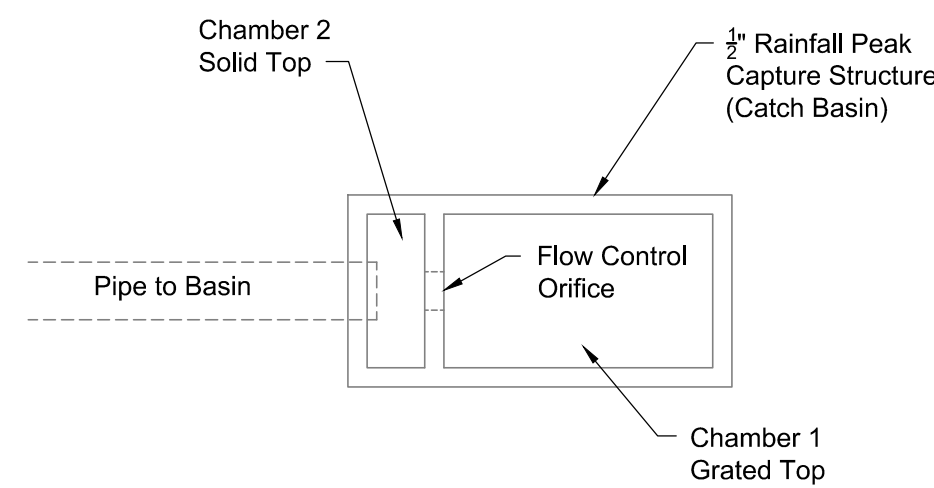 Chamber 2
Solid Top
½" Rainfall Peak
Capture Structure
(Catch Basin)
Pipe to Basin
Flow Control
Orifice
Chamber 1
Grated Top